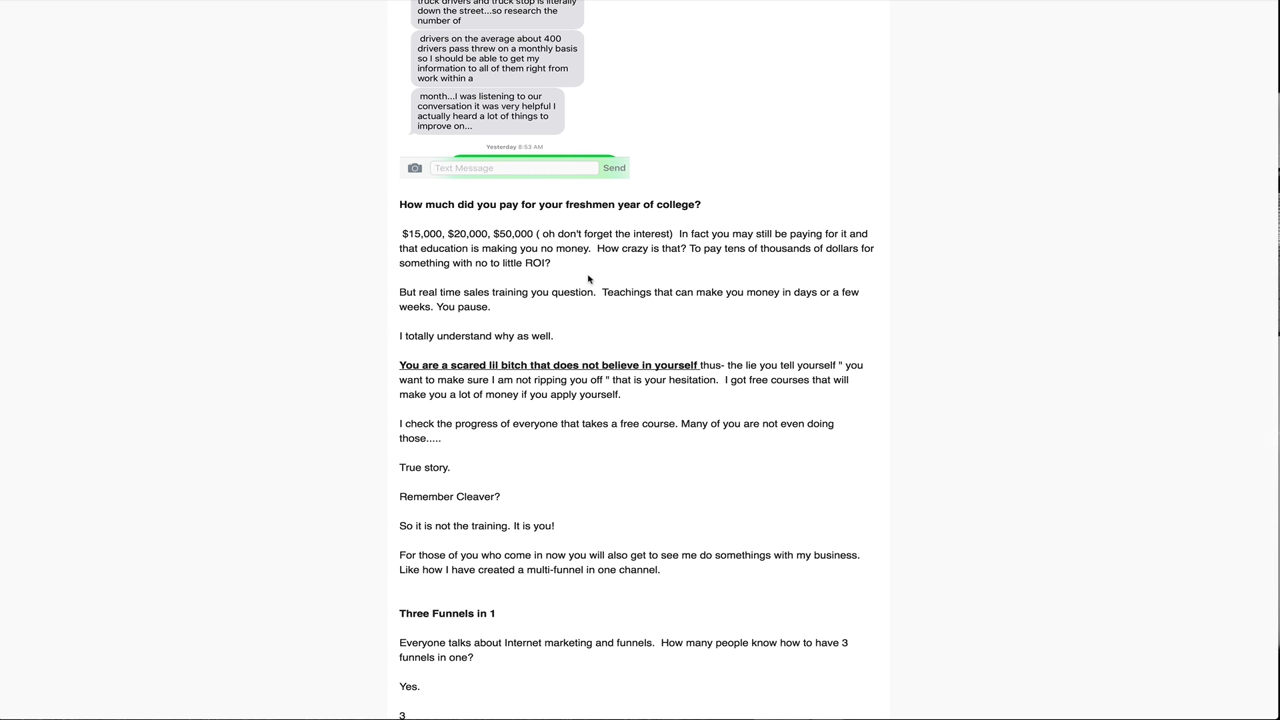 truck drivers and truck stop is literally
down the street...so research the
number of
drivers on the average about 400
drivers pass threw on a monthly basis
so I should be able to get my
information to all of them right from
work within a
month...I was listening to our
conversation it was very helpful I
actually heard a lot of things to
improve on...
Yesterday 8:53 AM
Text Message
Send
How much did you pay for your freshmen year of college?
$15,000, $20,000, $50,000 ( oh don't forget the interest)  In fact you may still be paying for it and
that education is making you no money.  How crazy is that? To pay tens of thousands of dollars for
something with no to little ROI?
But real time sales training you question.  Teachings that can make you money in days or a few
weeks. You pause.
I totally understand why as well.
You are a scared lil bitch that does not believe in yourself thus- the lie you tell yourself " you
want to make sure I am not ripping you off " that is your hesitation.  I got free courses that will
make you a lot of money if you apply yourself.
I check the progress of everyone that takes a free course. Many of you are not even doing
those.....
True story.
Remember Cleaver?
So it is not the training. It is you!
For those of you who come in now you will also get to see me do somethings with my business.
Like how I have created a multi-funnel in one channel.
Three Funnels in 1
Everyone talks about Internet marketing and funnels.  How many people know how to have 3
funnels in one?
Yes.
3